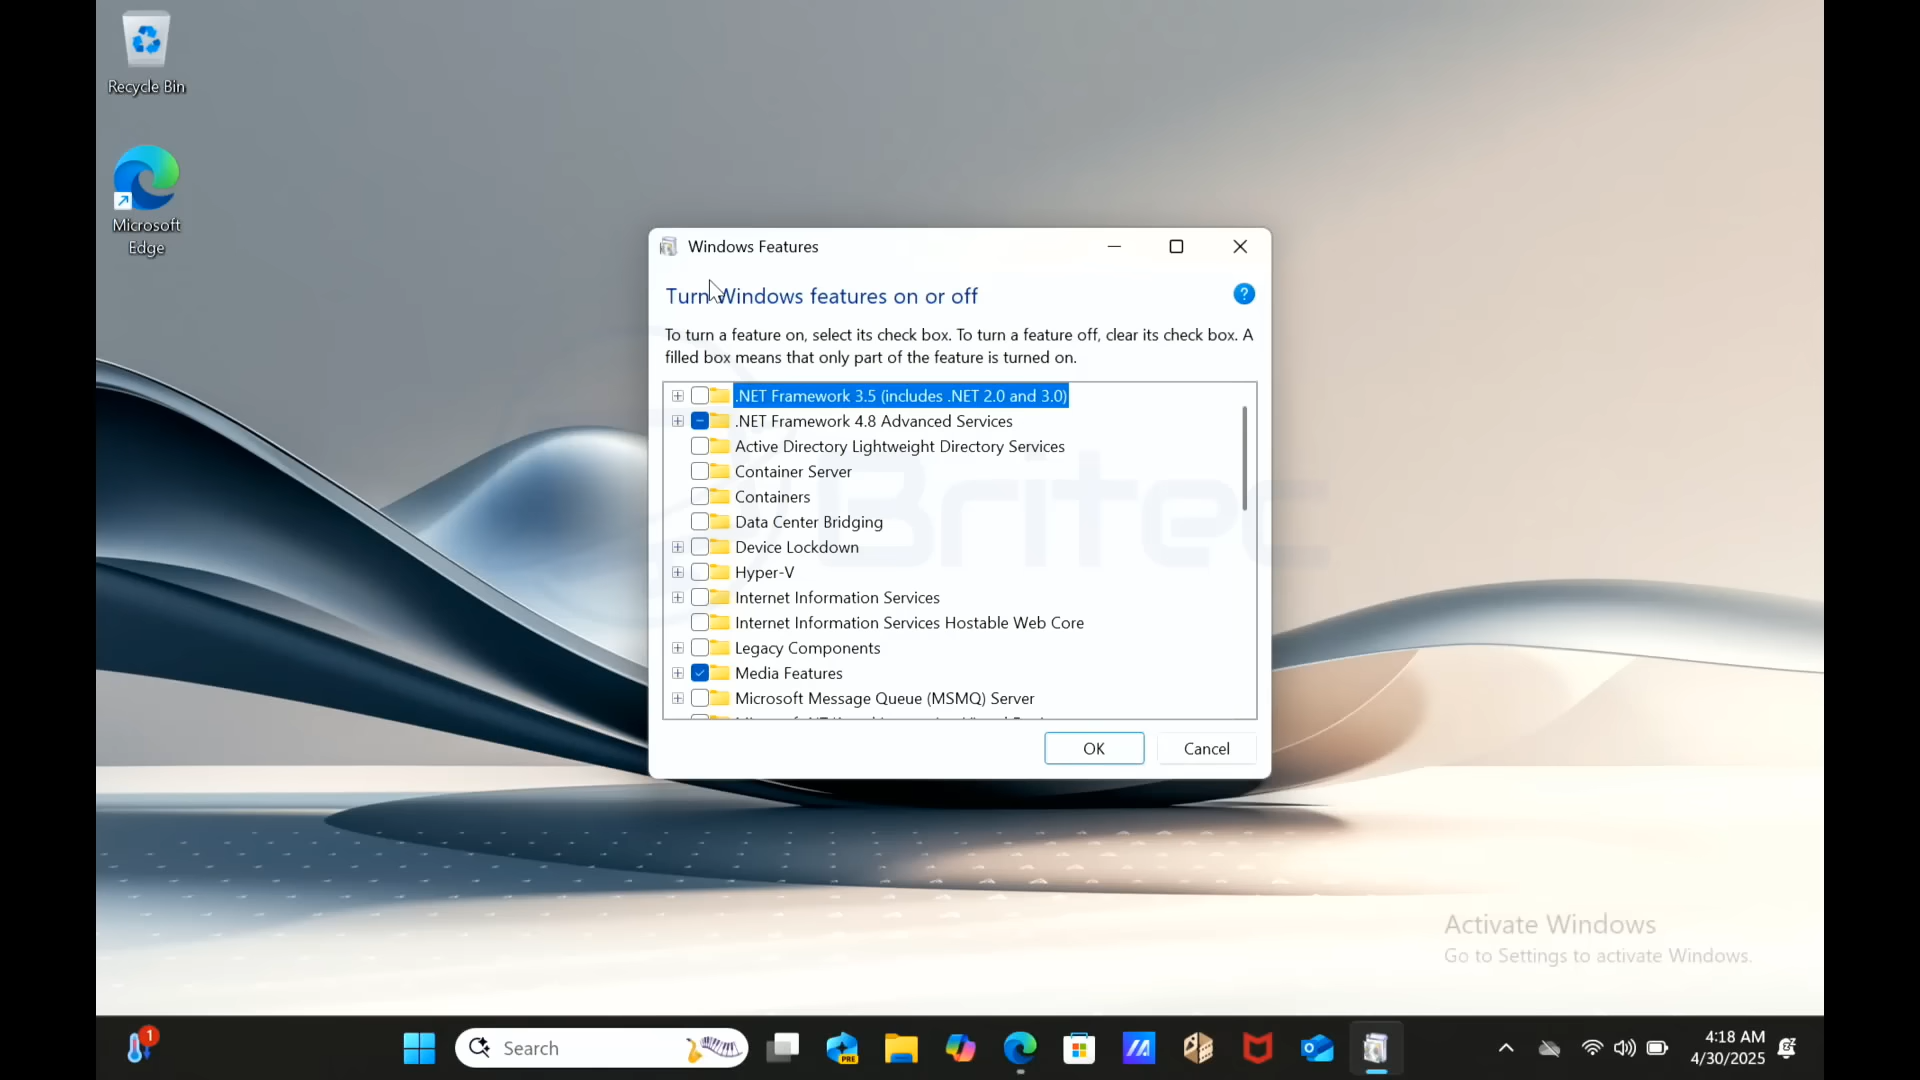 Recycle Bin
Microsoft
Edge
Windows Features
Turn Windows features on or off
?
To turn a feature on, select its check box. To turn a feature off, clear its check box. A
filled box means that only part of the feature is turned on.
.NET Framework 3.5 (includes .NET 2.0 and 3.0)
.NET Framework 4.8 Advanced Services
Active Directory Lightweight Directory Services
Container Server
Containers
Data Center Bridging
Device Lockdown
Hyper-V
Internet Information Services
Internet Information Services Hostable Web Core
Legacy Components
Media Features
Microsoft Message Queue (MSMQ) Server
Britec
OK
Cancel
Activate Windows
Go to Settings to activate Windows.
1
Search
PRE
4:18 AM
4/30/2025